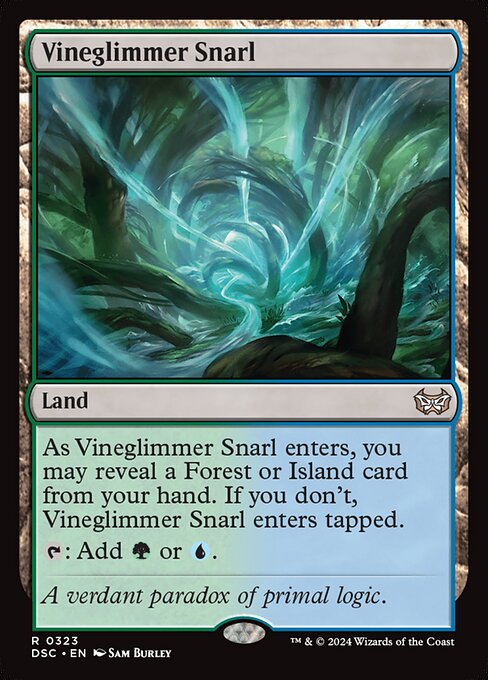 Vineglimmer Snarl
Land
As Vineglimmer Snarl enters, you
may reveal a Forest or Island card
from your hand. If you don't,
Vineglimmer Snarl enters tapped.
: Add or .
A verdant paradox of primal logic.
R 0323
DSC • EN Sam Burley
™ & © 2024 Wizards of the Coast